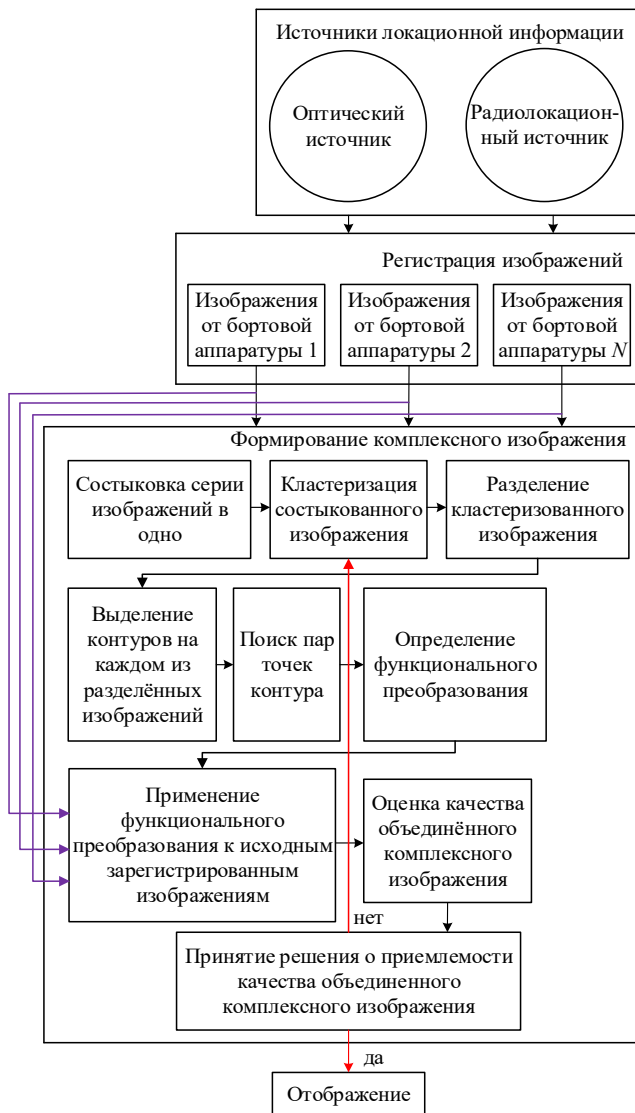 Источники локационной информации
Оптический
источник
Радиолокацион-
ный источник
Регистрация изображений
Изображения
от бортовой
аппаратуры 1
Изображения
от бортовой
аппаратуры 2
Изображения
от бортовой
аппаратуры N
Формирование комплексного изображения
Состыковка серии
изображений в
одно
Кластеризация
состыкованного
изображения
Разделение
кластеризованного
изображения
Выделение
контуров на
каждом из
разделённых
изображений
Поиск пар
точек
контура
Определение
функционального
преобразования
Применение
функционального
преобразования к исходным
зарегистрированным
изображениям
Оценка качества
объединённого
комплексного
изображения
нет
Принятие решения о приемлемости
качества объединенного
комплексного изображения
да
Отображение